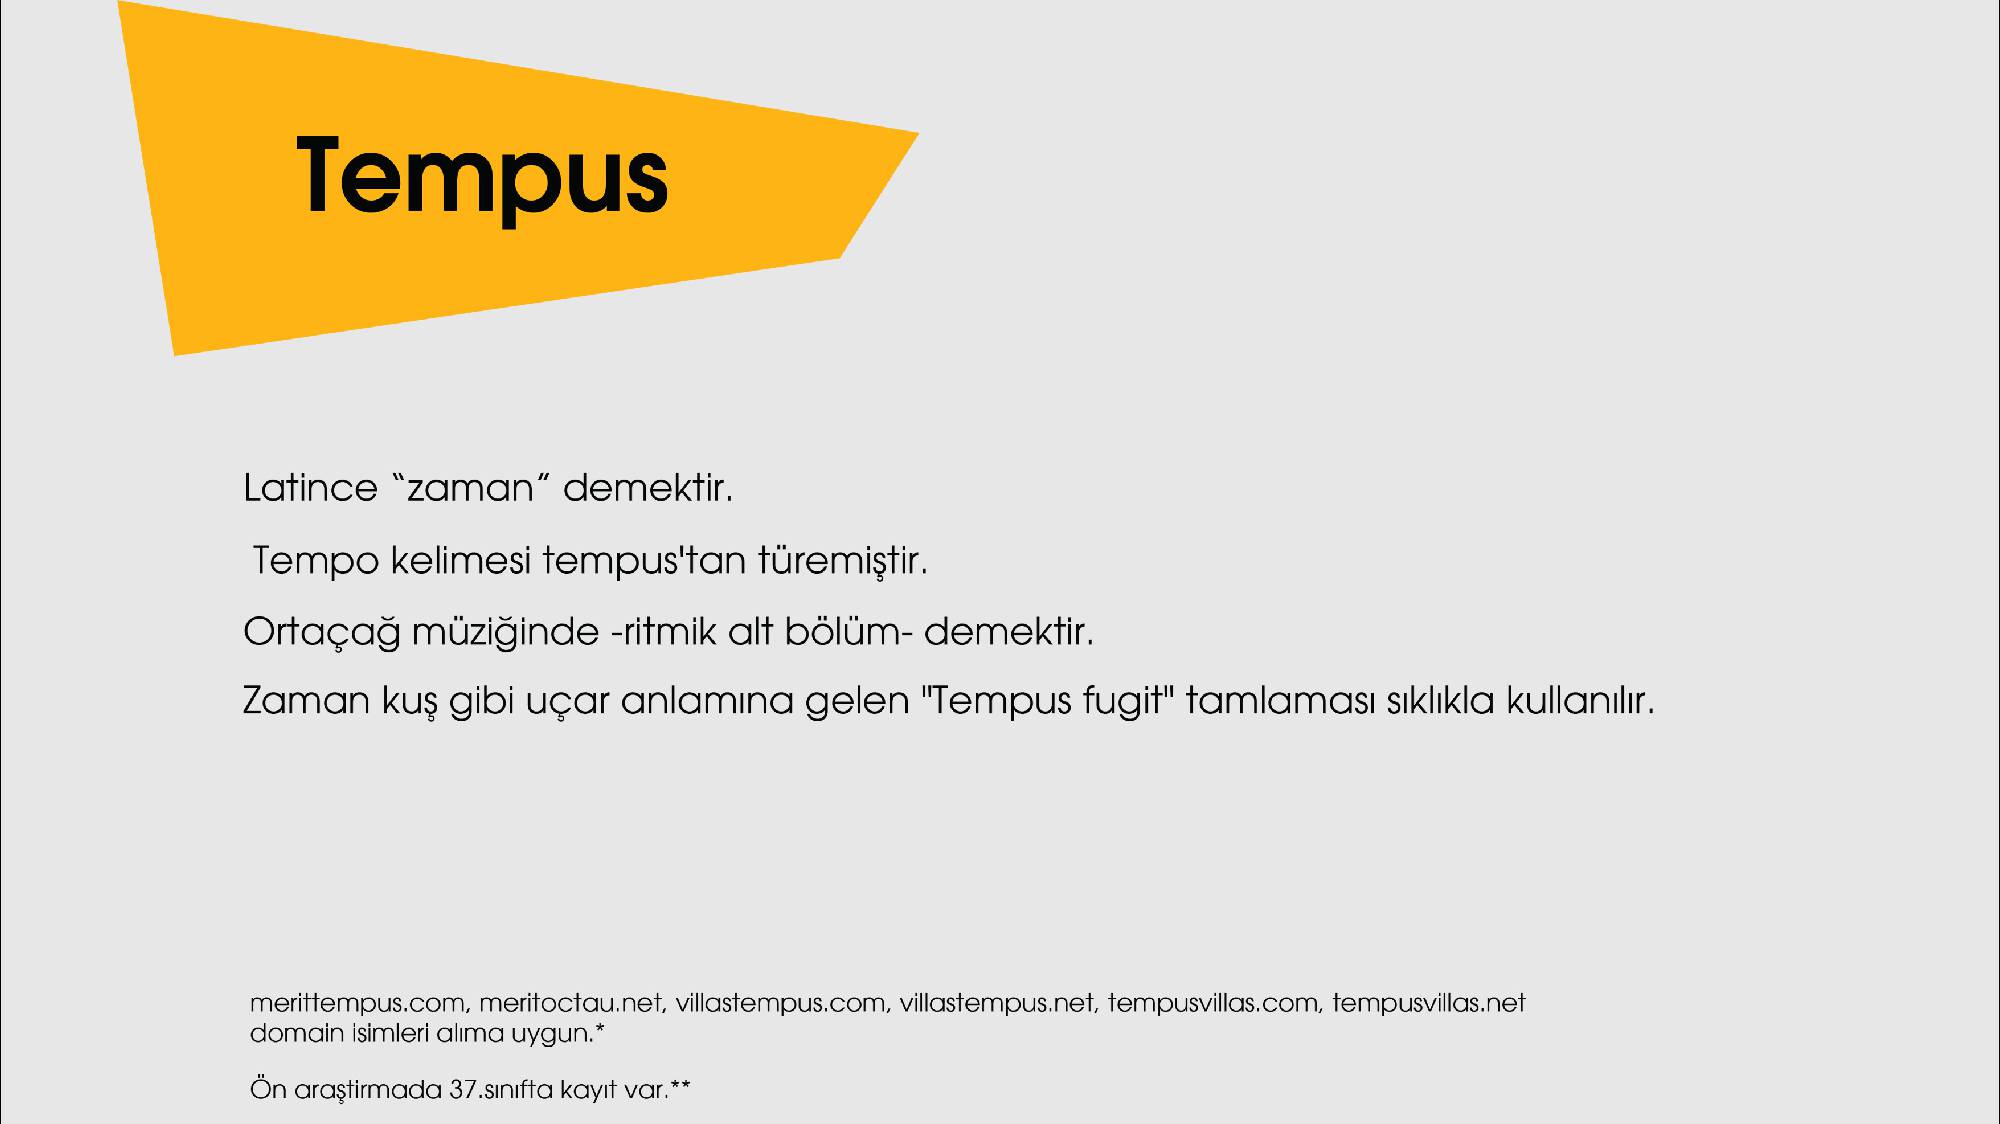 Tempus
Latince “zaman” demektir.
Tempo kelimesi tempus'tan türemiştir.
Ortaçağ müziğinde -ritmik alt bölüm- demektir.
Zaman kuş gibi uçar anlamına gelen "Tempus fugit" tamlaması sıklıkla kullanılır.
merittempus.com, meritoctau.net, villastempus.com, villastempus.net, tempusvillas.com, tempusvillas.net
domain isimleri alıma uygun.*
Ön araştirmada 37.sınıfta kayıt var.**